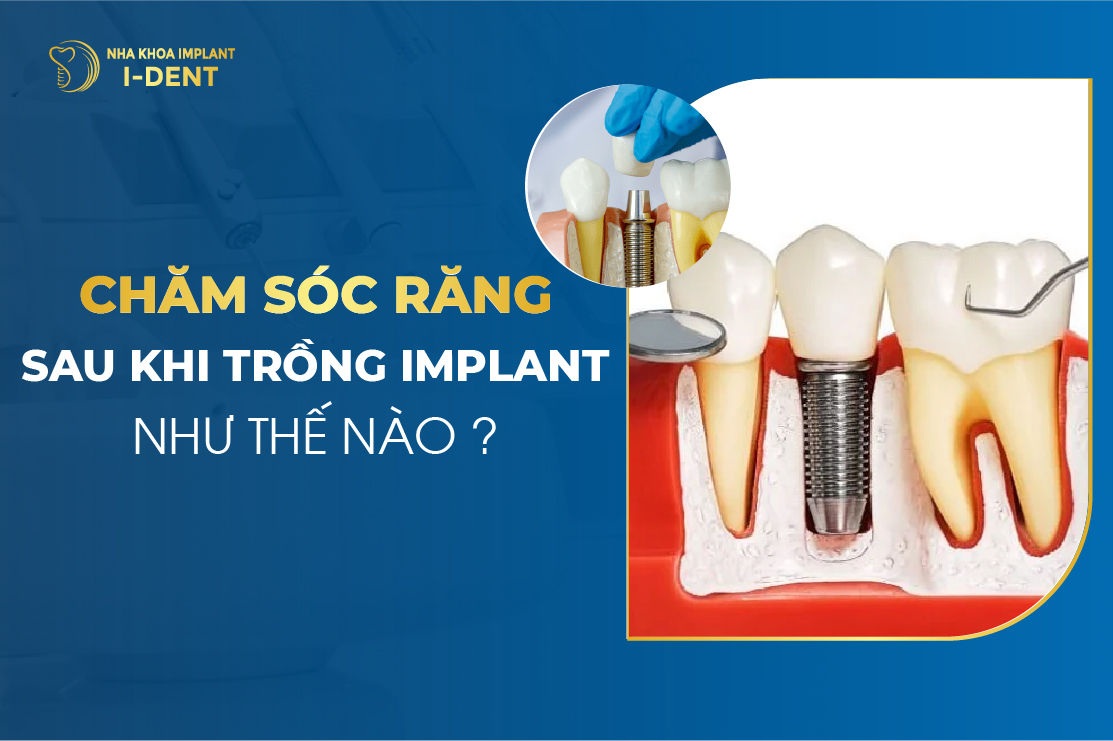 NHA KHOA IMPLANT
I-DENT
CHĂM SÓC RĂNG
SAU KHI TRỒNG IMPLANT
NHƯ THẾ NÀO ?